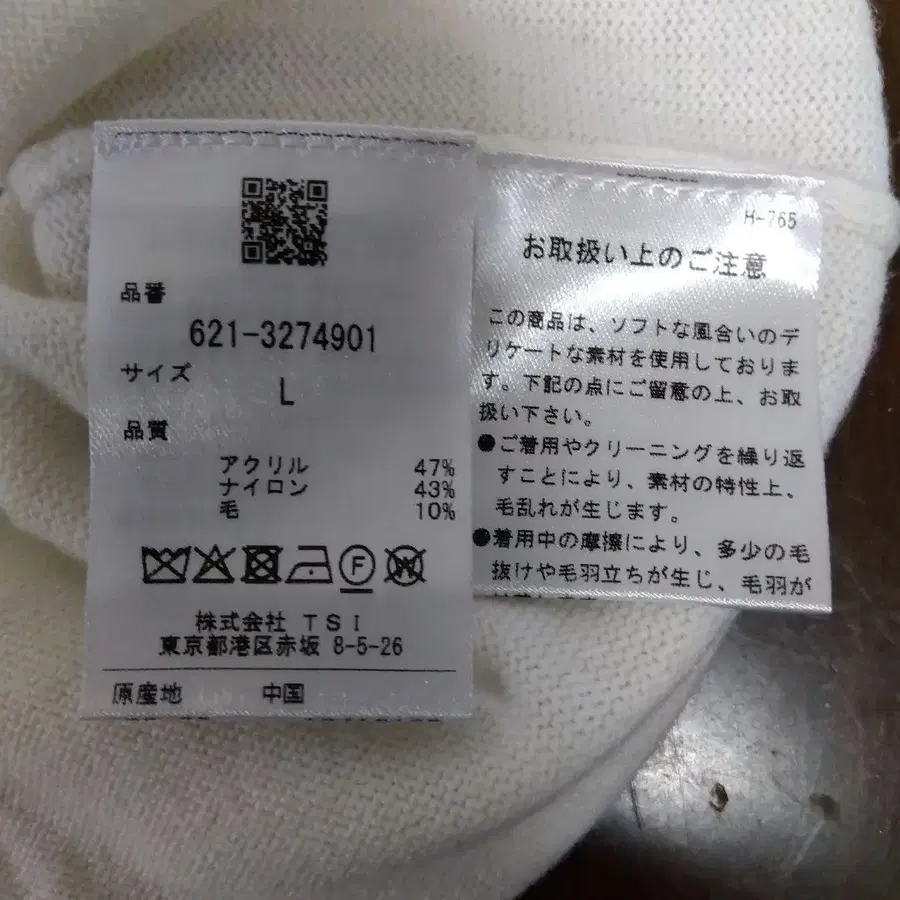 品番
621-3274901
サイズ
L
品質
アクリル 47%
ナイロン 43%
毛 10%
F
W
株式会社 TSI
東京都港区赤坂 8-5-26
原産地 中国
H-765
お取扱い上のご注意
この商品は、ソフトな風合いのデ
リケートな素材を使用しておりま
す。下記の点にご留意の上、お取
扱い下さい。
●ご着用やクリーニングを繰り返
すことにより、素材の特性上、
毛乱れが生じます。
●着用中の摩擦により、多少の毛
抜けや毛羽立ちが生じ、毛羽が